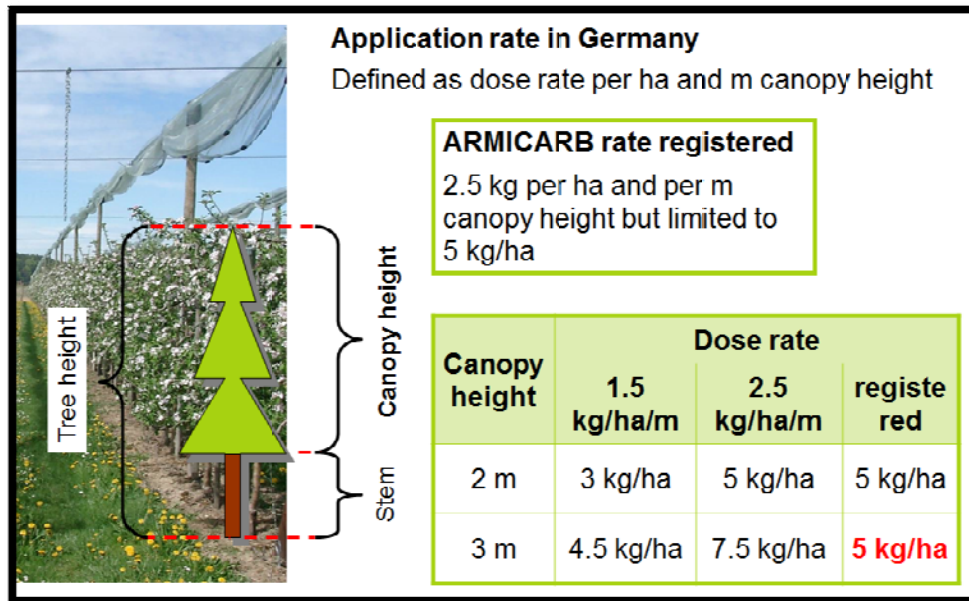 Application rate in Germany
Defined as dose rate per ha and m canopy height
ARMICARB rate registered
2.5 kg per ha and per m
canopy height but limited to
5 kg/ha
Tree height
Canopy height
Stem
Canopy
height
Dose rate
1.5
kg/ha/m
2.5
kg/ha/m
registe
red
2 m 3 kg/ha 5 kg/ha 5 kg/ha
3 m 4.5 kg/ha 7.5 kg/ha 5 kg/ha